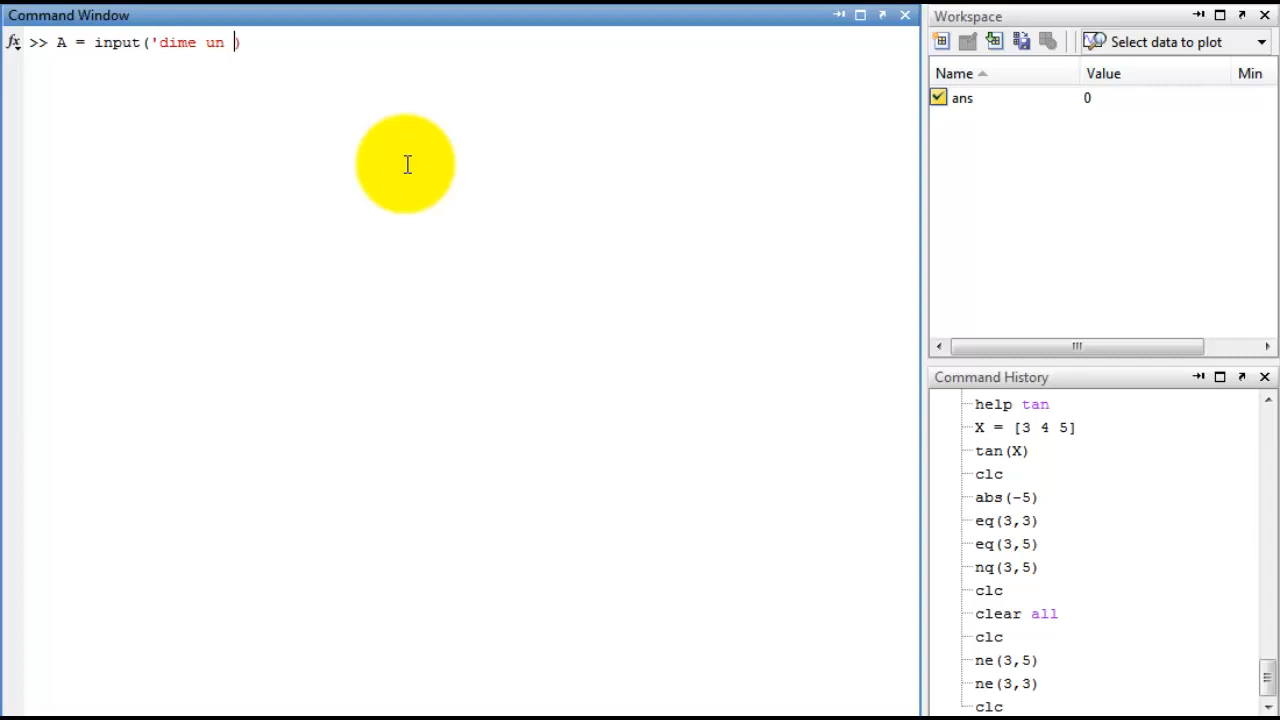 Command Window
fx >> A = input('dime un )
Workspace
Select data to plot
Name Value Min
ans 0
Command History
help tan
X = [3 4 5]
tan(X)
clc
abs(-5)
eq(3,3)
eq(3,5)
nq(3,5)
clc
clear all
clc
ne(3,5)
ne(3,3)
clc